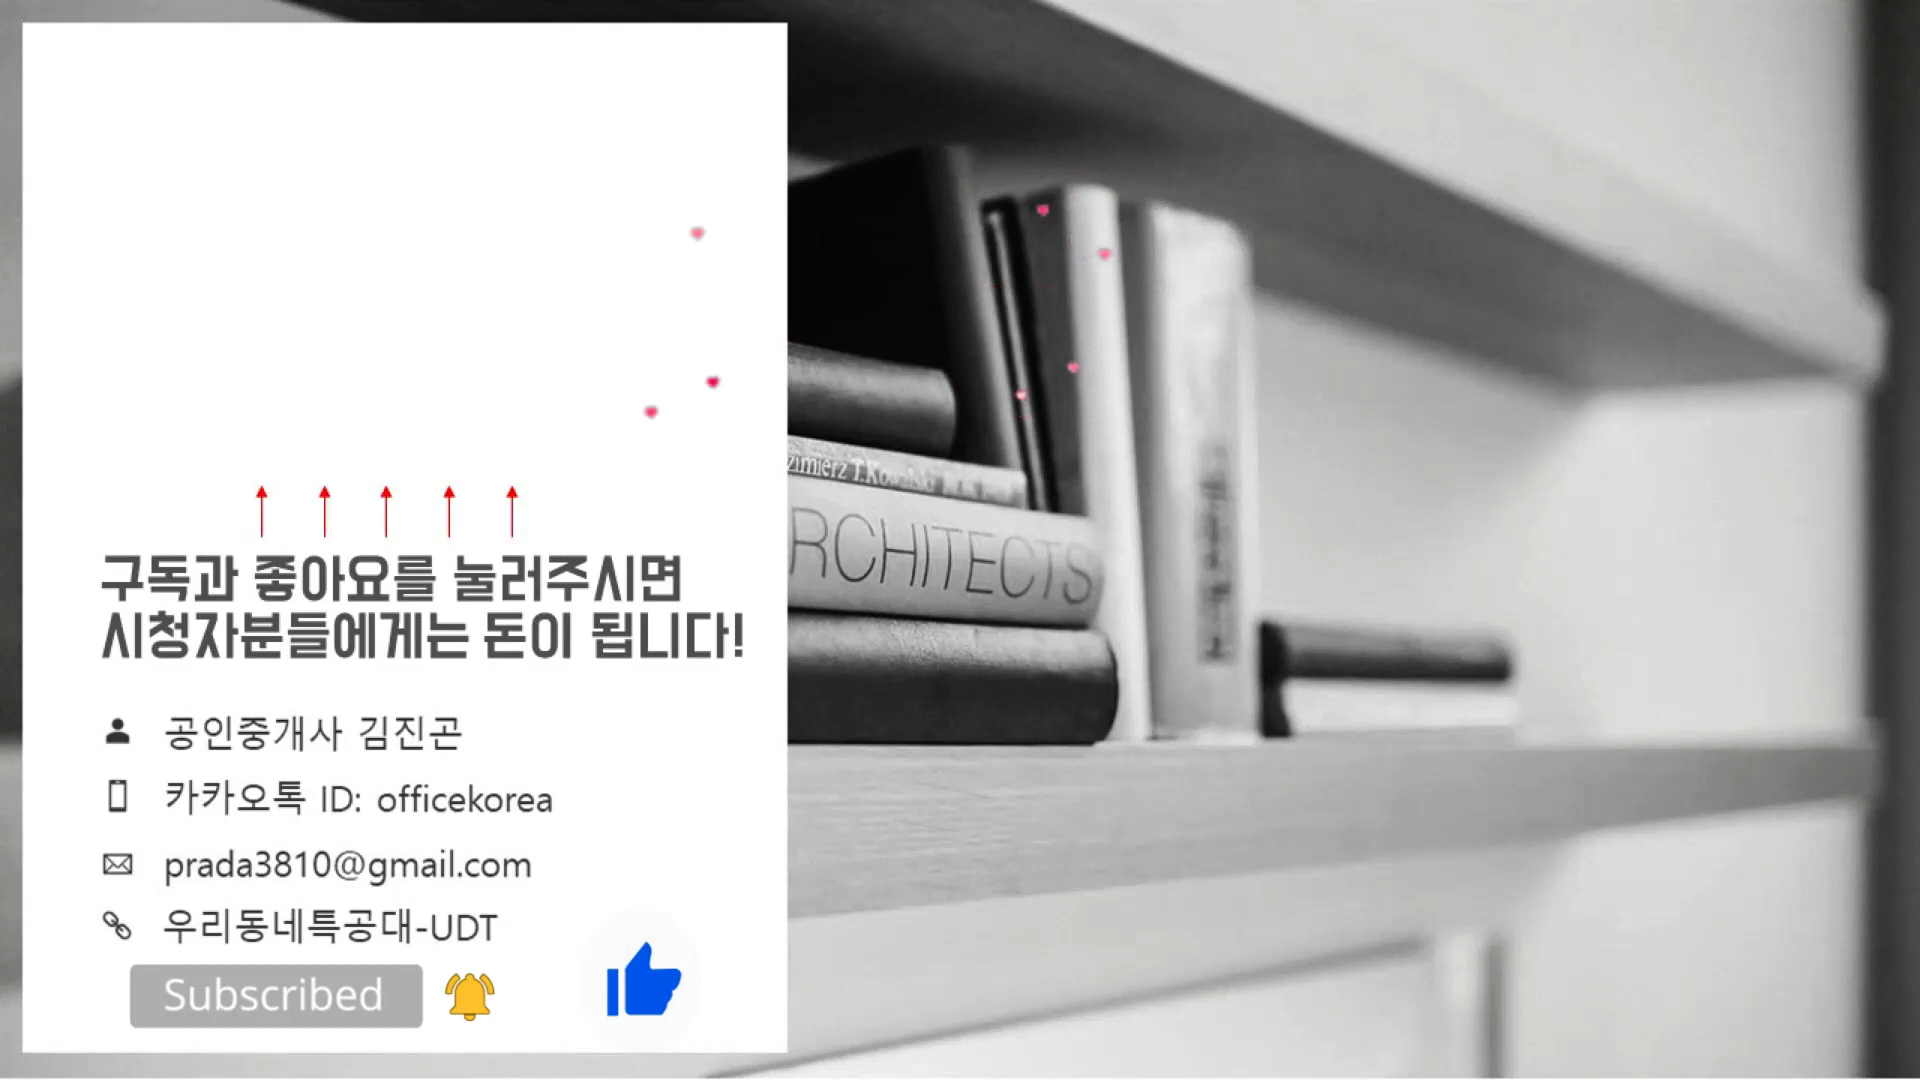 구독과 좋아요를 눌러주시면
시청자분들에게는 돈이 됩니다!
공인중개사 김진곤
카카오톡 ID: officekorea
prada3810@gmail.com
우리동네특공대-UDT
Subscribed
zimierz T.Kowalski
RCHITECTS